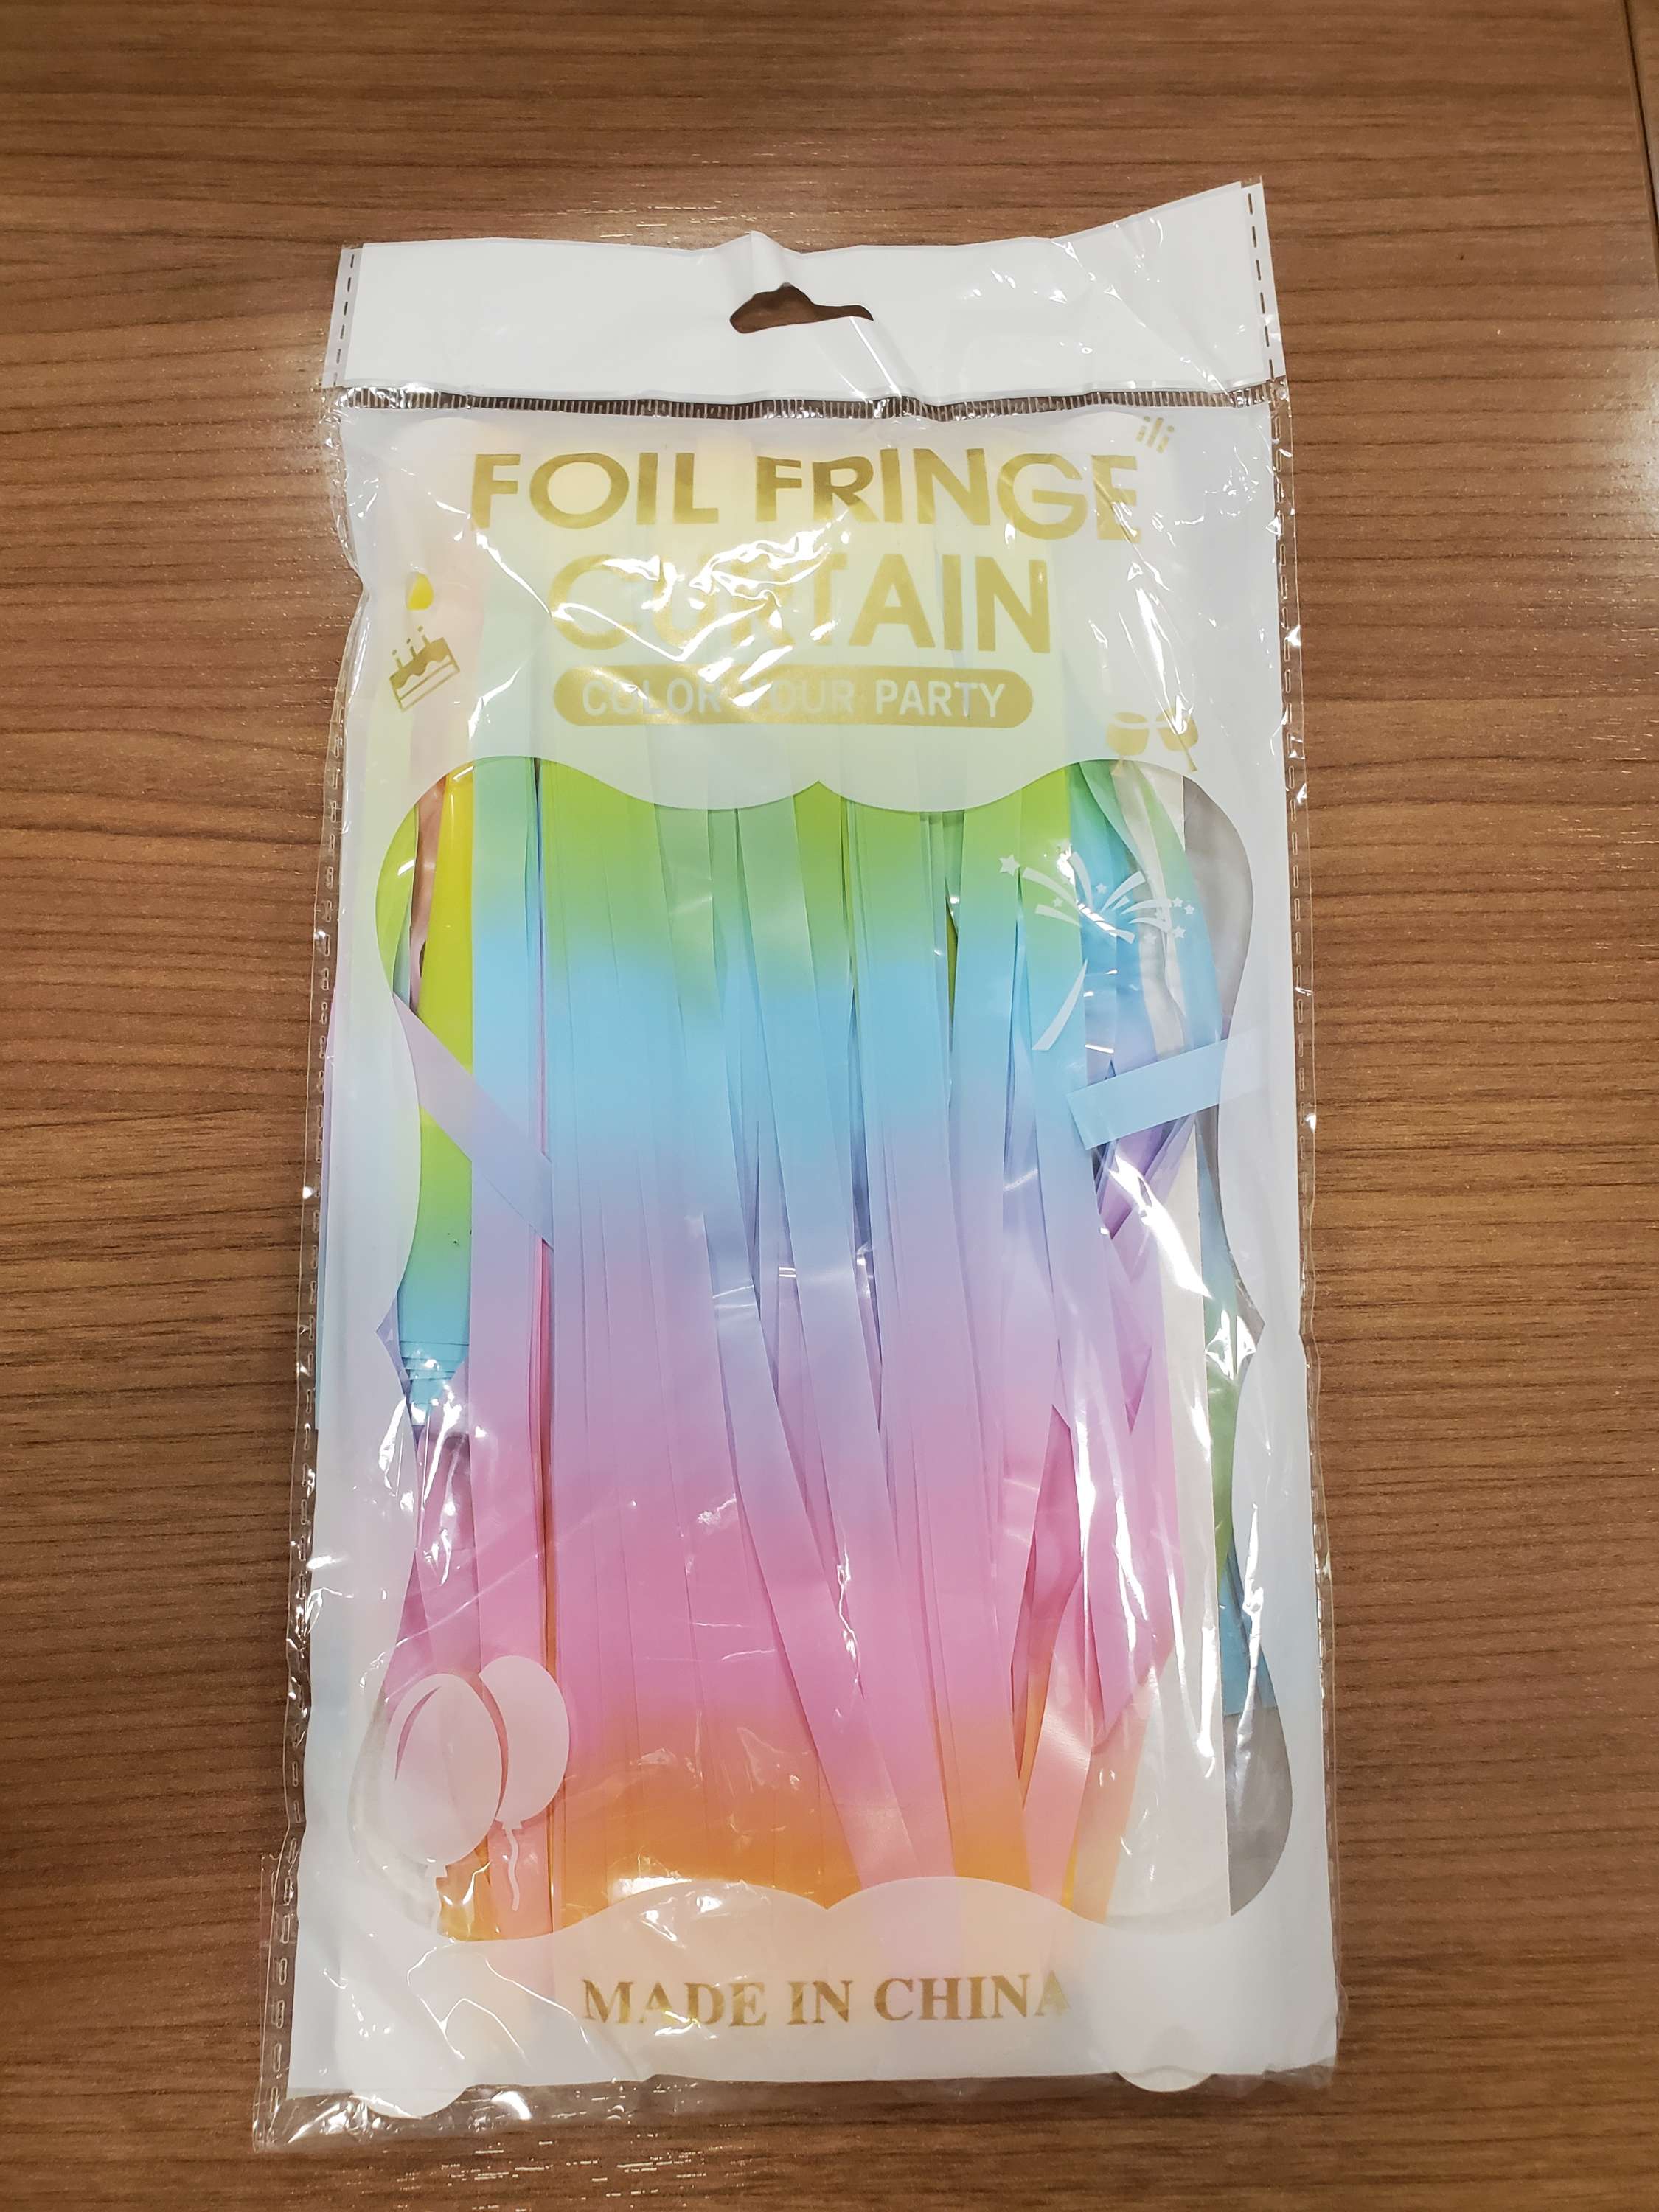 FOIL FRINGE
CURTAIN
COLOR YOUR PARTY
MADE IN CHINA